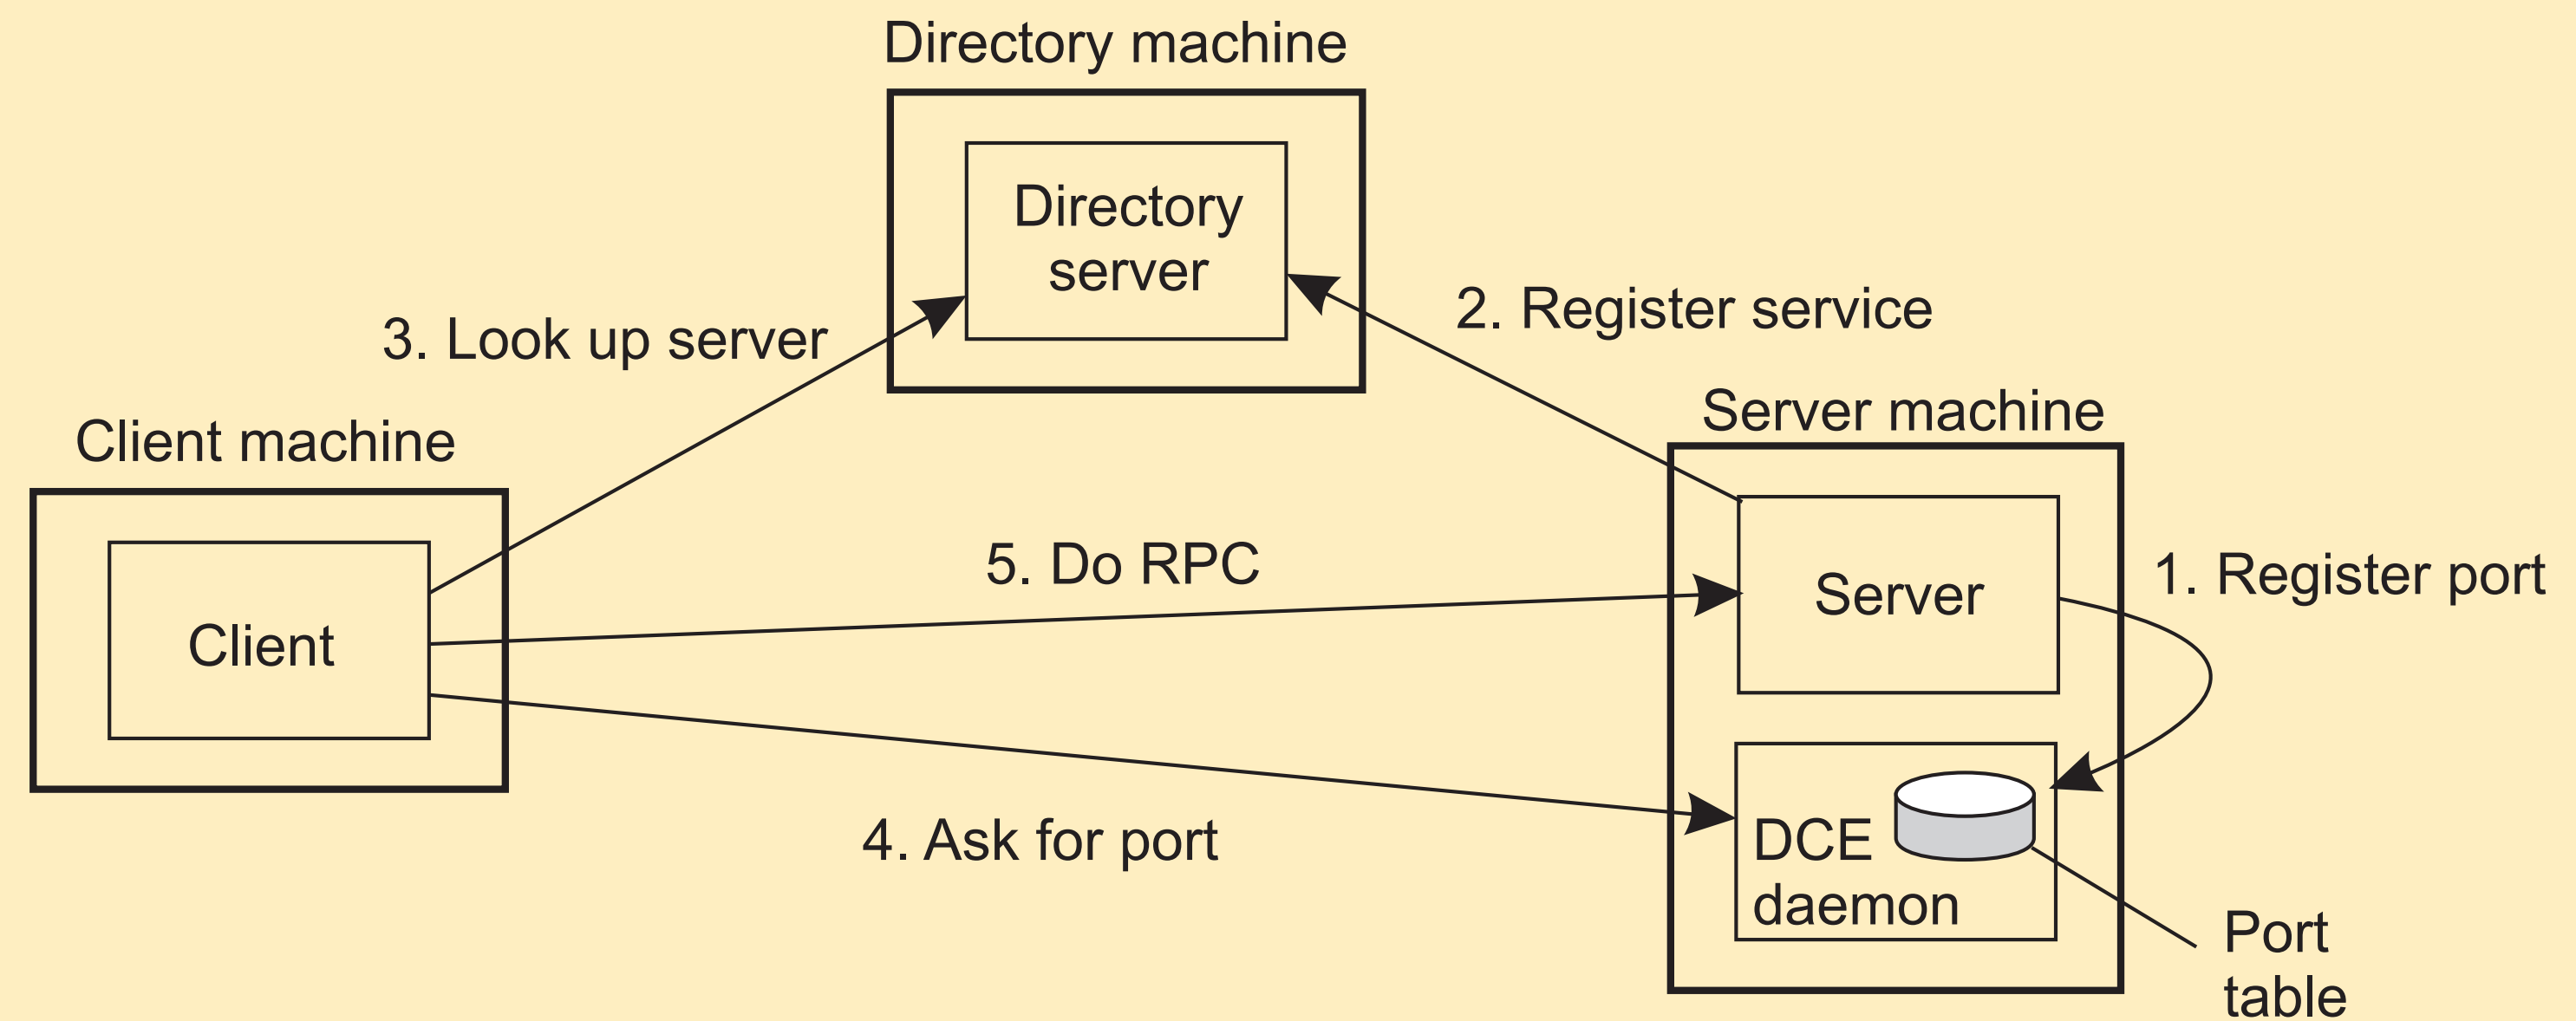 Directory machine
Directory
server
3. Look up server
2. Register service
Client machine
Server machine
Client
5. Do RPC
Server
1. Register port
4. Ask for port
DCE
daemon
Port
table